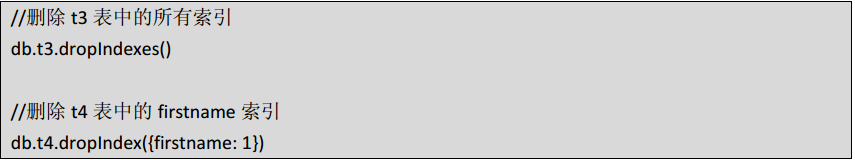 //删除 t3 表中的所有索引
db.t3.dropIndexes()
//删除 t4 表中的 firstname 索引
db.t4.dropIndex({firstname: 1})